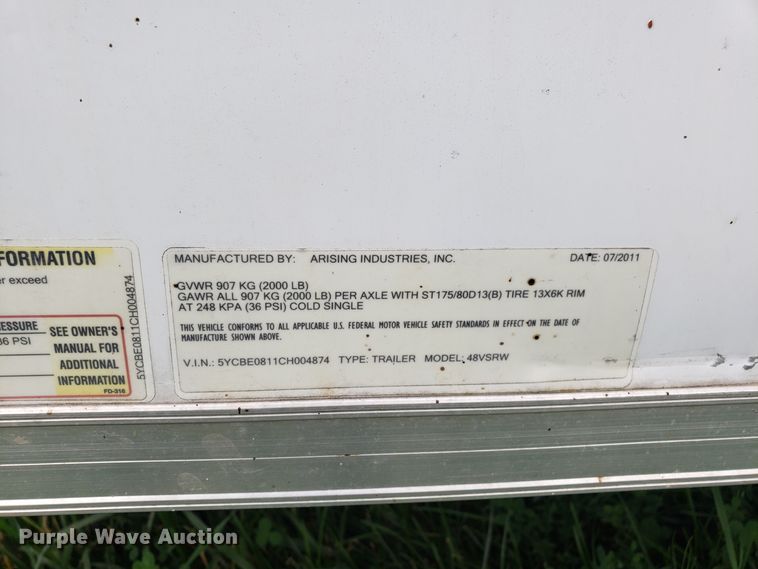 FORMATION
er exceed
ESSURE
36 PSI
SEE OWNER'S
MANUAL FOR
ADDITIONAL
INFORMATION
FD-316
5YCBE0811CH004874
MANUFACTURED BY: ARISING INDUSTRIES, INC. DATE: 07/2011
GVWR 907 KG (2000 LB)
GAWR ALL 907 KG (2000 LB) PER AXLE WITH ST175/80D13(B) TIRE 13X6K RIM
AT 248 KPA (36 PSI) COLD SINGLE
THIS VEHICLE CONFORMS TO ALL APPLICABLE U.S. FEDERAL MOTOR VEHICLE SAFETY STANDARDS IN EFFECT ON THE DATE OF
MANUFACTURE SHOWN ABOVE.
V.I.N.: 5YCBE0811CH004874 TYPE: TRAILER MODEL: 48VSRW
Purple Wave Auction